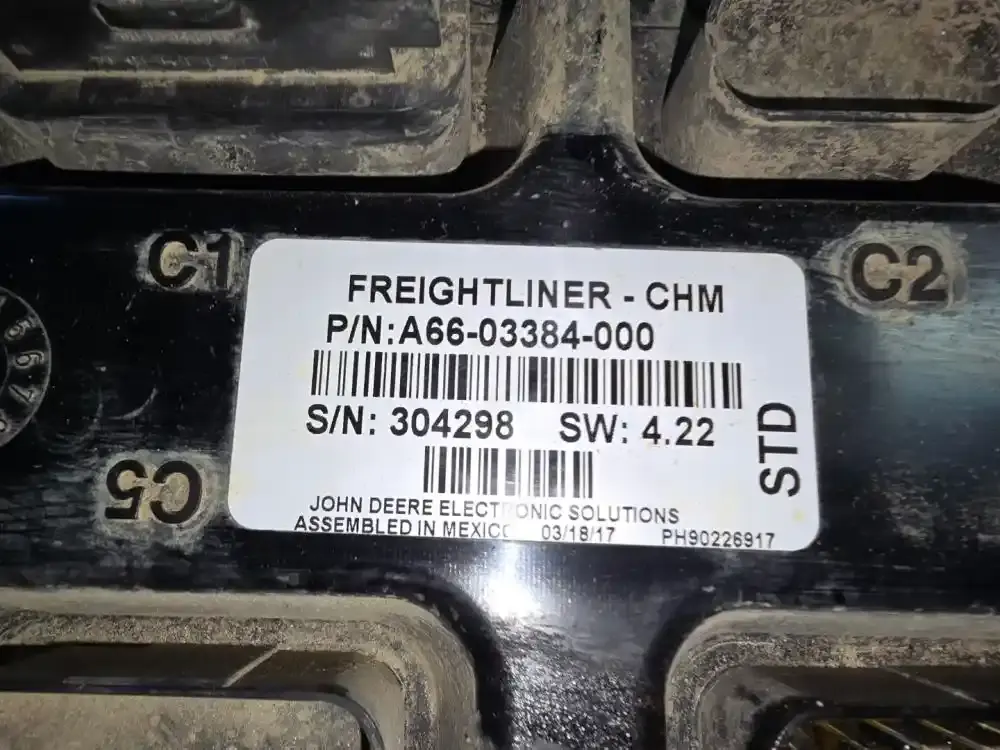 C1
C2
FREIGHTLINER - CHM
P/N:A66-03384-000
S/N: 304298 SW: 4.22
STD
C5
JOHN DEERE ELECTRONIC SOLUTIONS
ASSEMBLED IN MEXICO 03/18/17 PH90226917